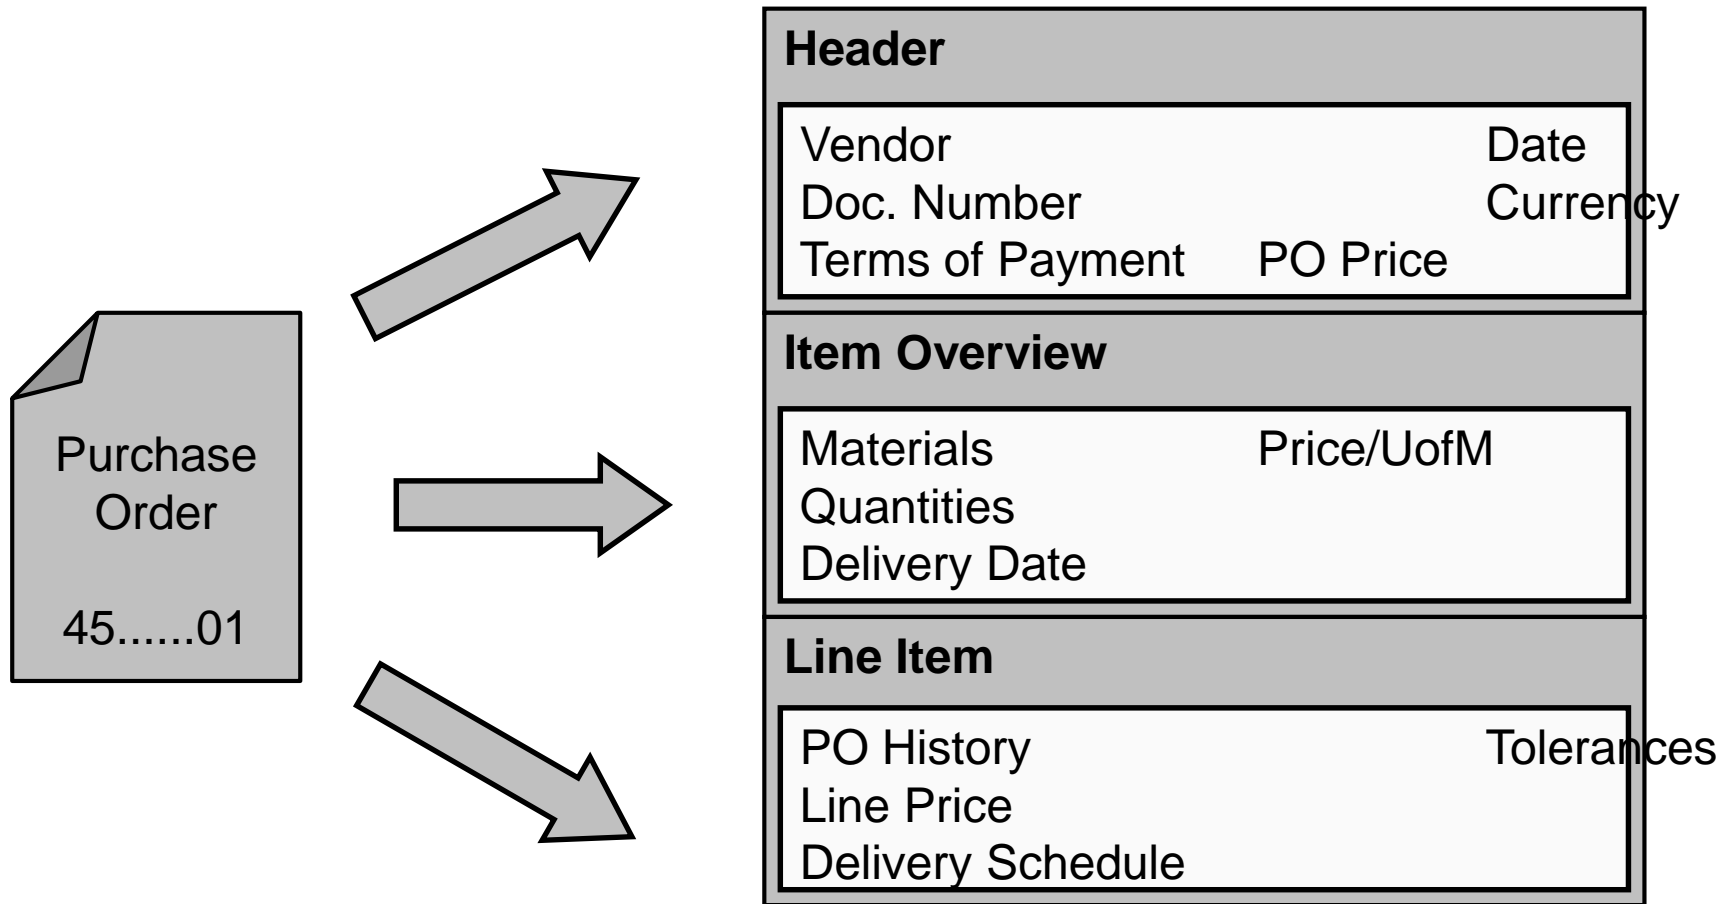 Purchase
Order
45......01
Header
Vendor Date
Doc. Number Currency
Terms of Payment PO Price
Item Overview
Materials Price/UofM
Quantities
Delivery Date
Line Item
PO History Tolerances
Line Price
Delivery Schedule